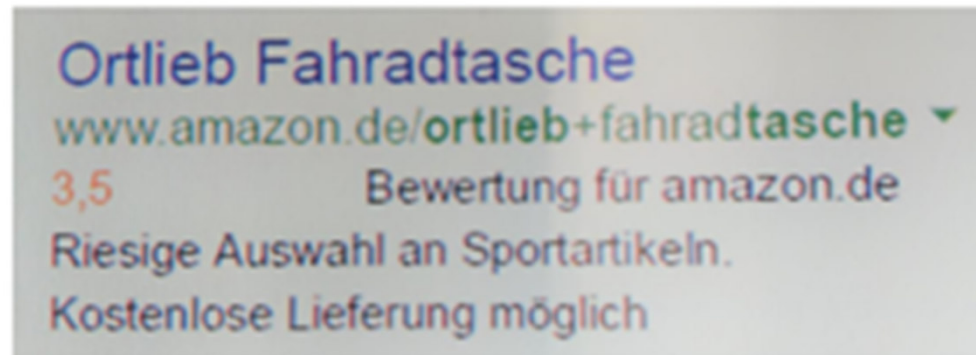 Ortlieb Fahradtasche
www.amazon.de/ortlieb+fahradtasche
3,5 Bewertung für amazon.de
Riesige Auswahl an Sportartikeln.
Kostenlose Lieferung möglich